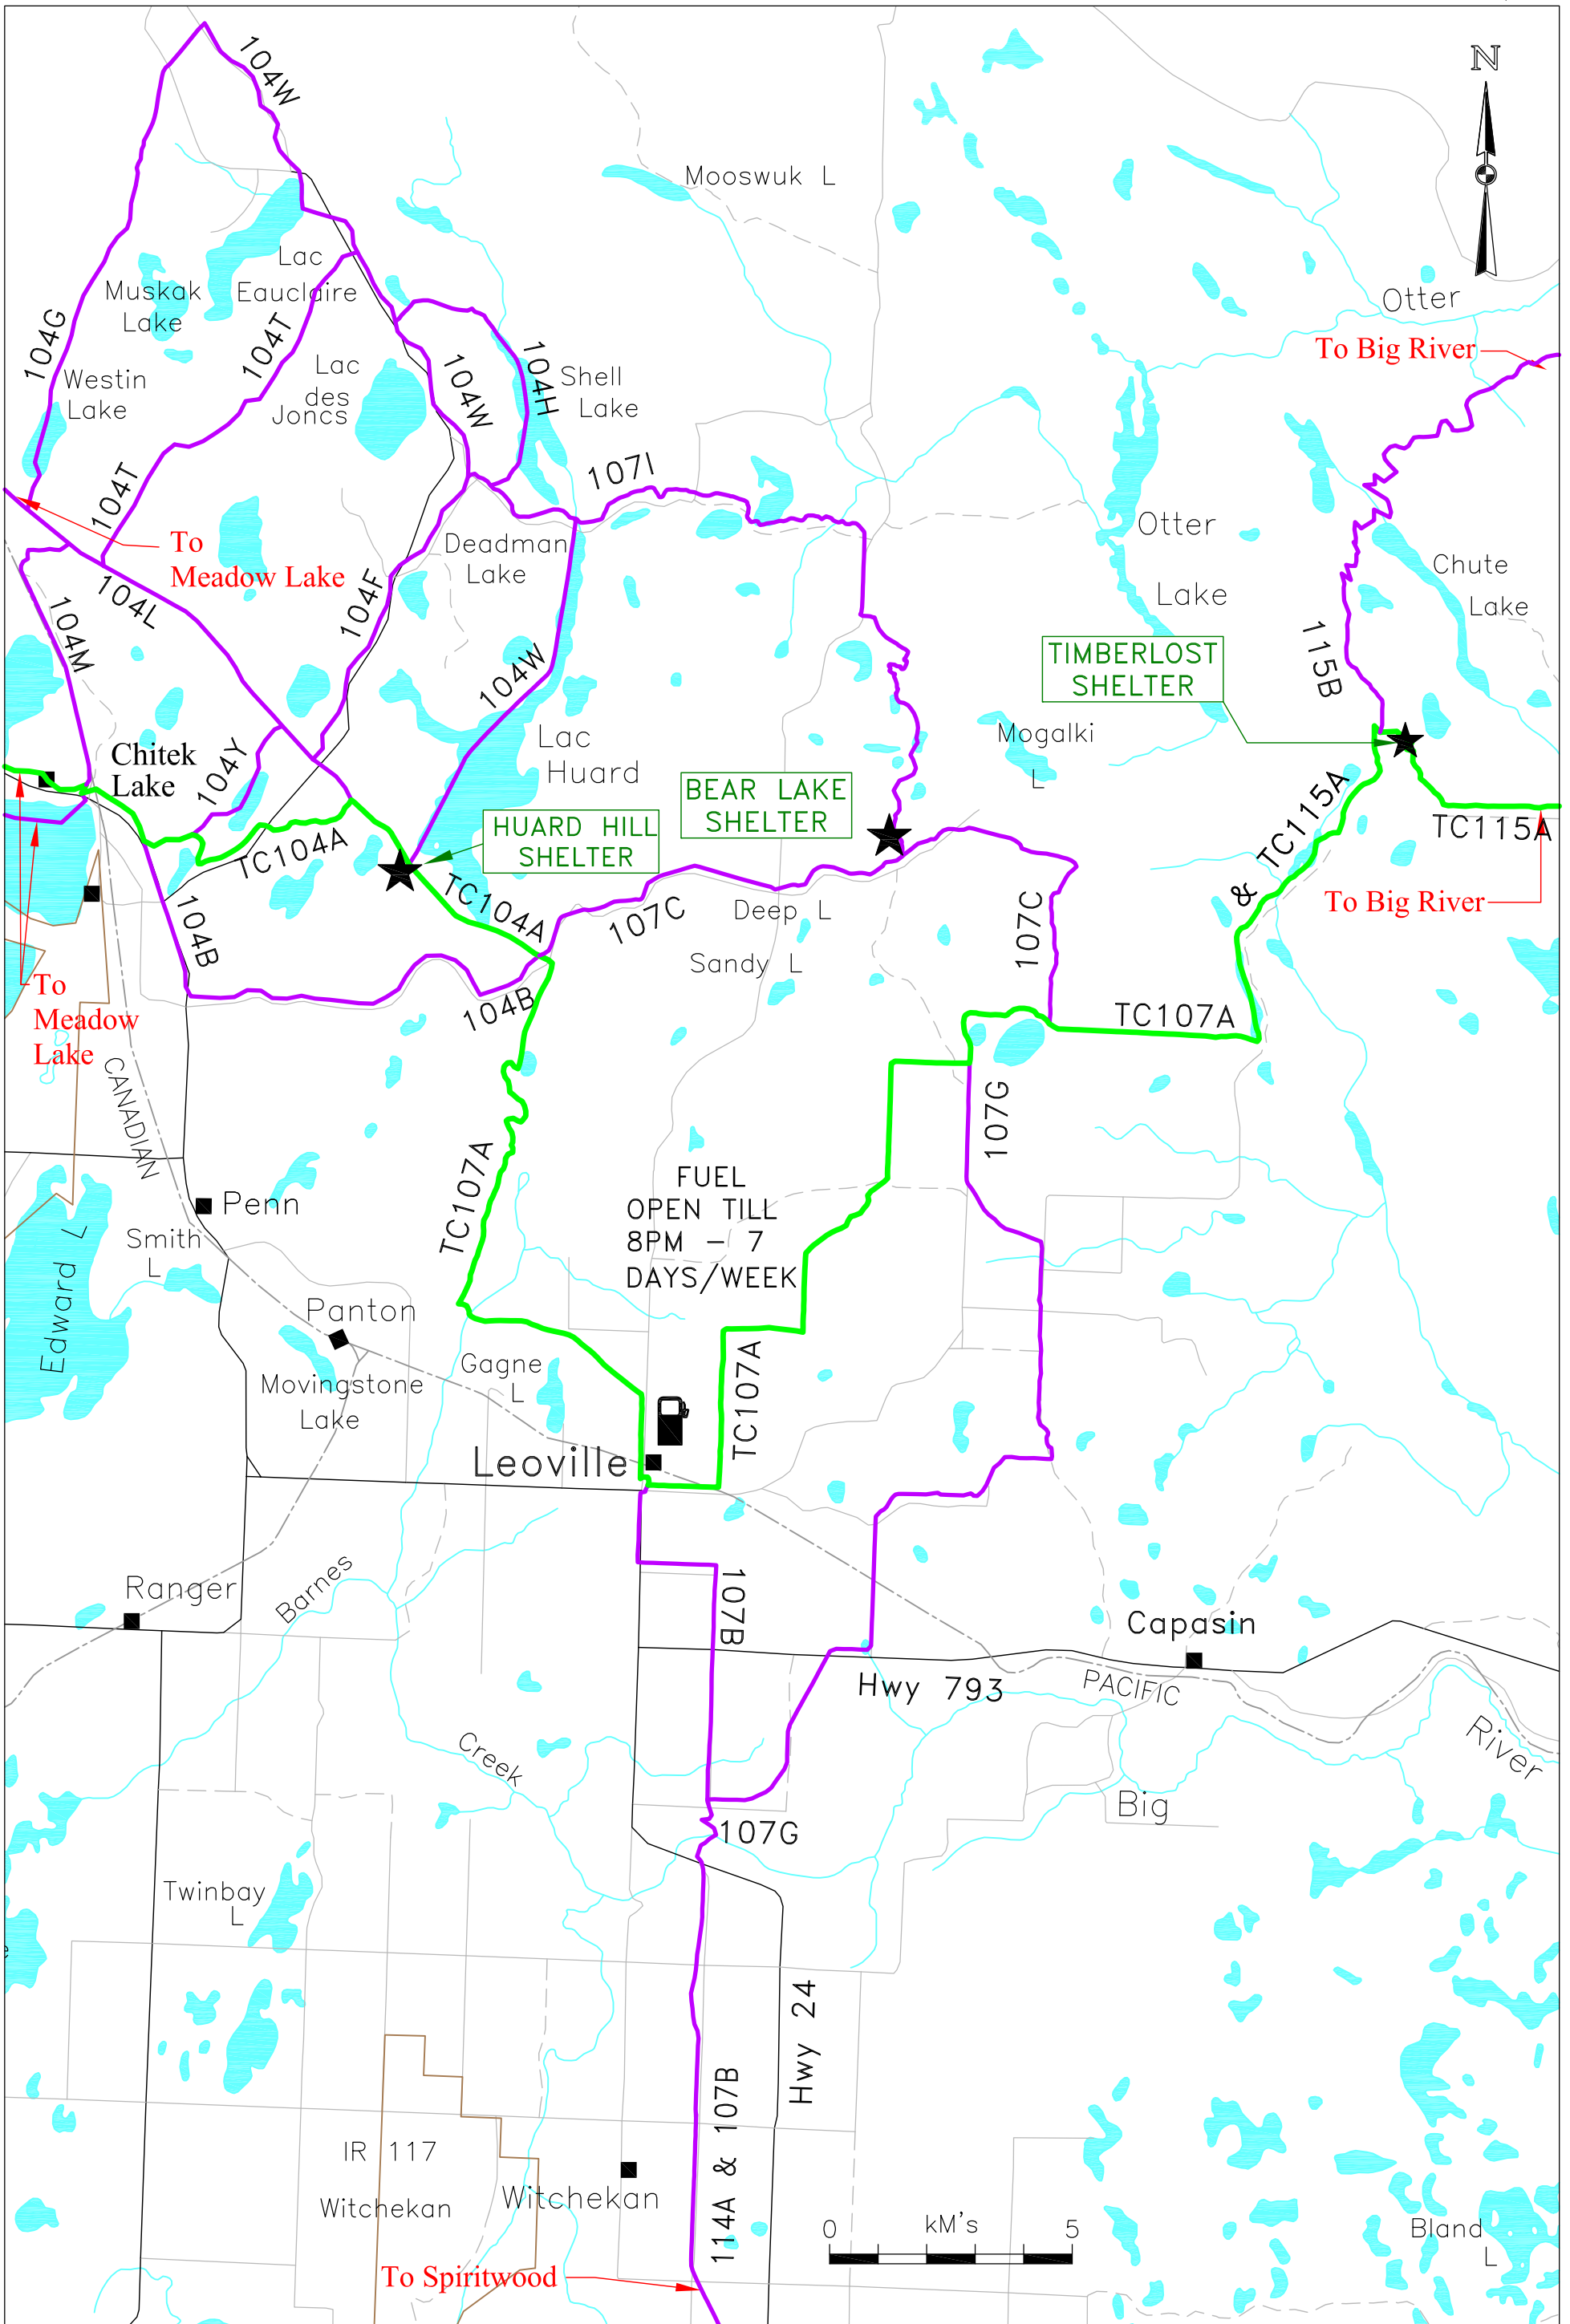 N
104W
Mooswuk L
Lac
Eauclaire
Muskak
Lake
Otter
To Big River
104G
104T
Westin
Lake
Lac
des
Joncs
104W
104H
Shell
Lake
107I
104T
To
Meadow Lake
Deadman
Lake
Otter
Lake
Chute
Lake
104L
104F
104M
115B
TIMBERLOST
SHELTER
104W
Lac
Huard
Mogalki
L
Chitek
Lake
104Y
BEAR LAKE
SHELTER
HUARD HILL
SHELTER
TC104A
TC104A
TC115A
&
TC115A
To Big River
107C
Deep L
107C
104B
Sandy L
To
Meadow
Lake
104B
TC107A
CANADIAN
107G
TC107A
FUEL
OPEN TILL
8PM - 7
DAYS/WEEK
Penn
Smith
L
Edward L
Panton
Movingstone
Lake
Gagne
L
TC107A
Leoville
Ranger
Barnes
107B
Capasin
Hwy 793
PACIFIC
River
Creek
Big
107G
Twinbay
L
Hwy 24
114A & 107B
IR 117
Witchekan
Witchekan
0 kM's 5
Bland
L
To Spiritwood